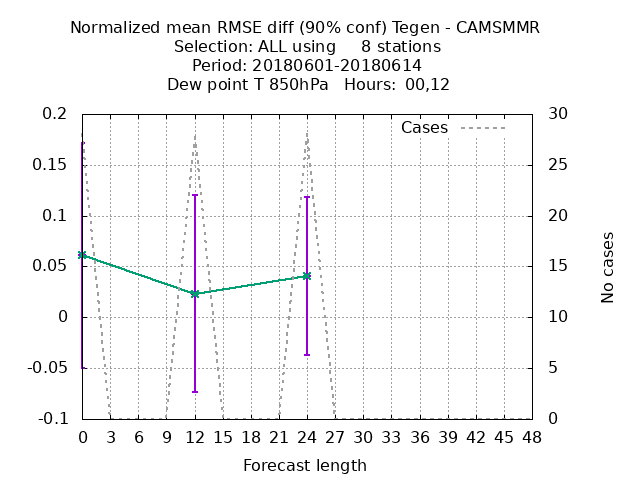 Normalized mean RMSE diff (90% conf) Tegen - CAMSMMR
Selection: ALL using     8 stations
Period: 20180601-20180614
Dew point T 850hPa   Hours:  00,12
0.2
0.15
0.1
0.05
0
-0.05
-0.1
Cases
30
25
20
15
10
5
0
No cases
0 3 6 9 12 15 18 21 24 27 30 33 36 39 42 45 48
Forecast length